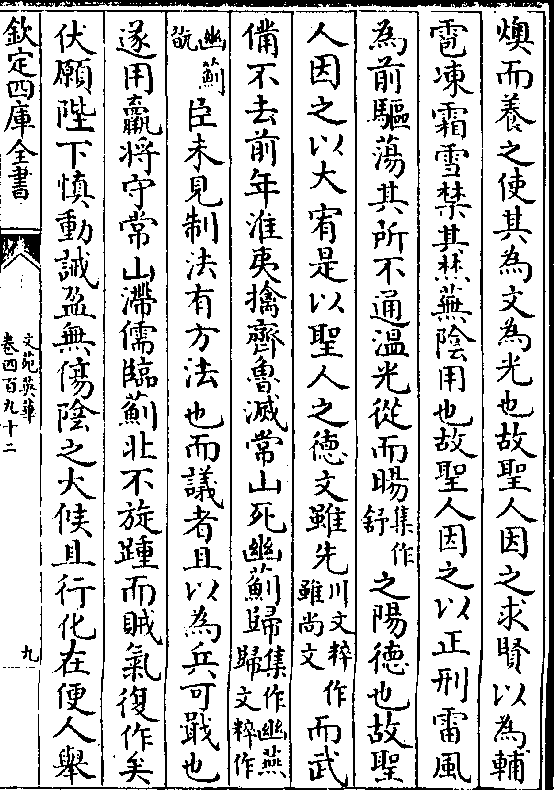 燠而養之使其為文為光也故聖人因之求賢以為輔
雹凍霜雪禁其𣝗蕪陰用也故聖人因之以正刑雷風
為前驅蕩其所不通溫光從而暘集作舒之陽德也故聖
人因之以大宥是以聖人之德文雖先川文粹作雖尚文而武
備不去前年淮夷擒齊魯滅常山死幽薊歸集作幽燕歸文粹作
幽薊翫臣未見制法有方法也而議者且以為兵可戢也
遂用羸将守常山滯儒臨薊北不旋踵而賊氣復作矣
伏願陛下慎動誡盈無傷陰之大候且行化在便人舉
欽定四庫全書
文苑英華
卷四百九十二
九